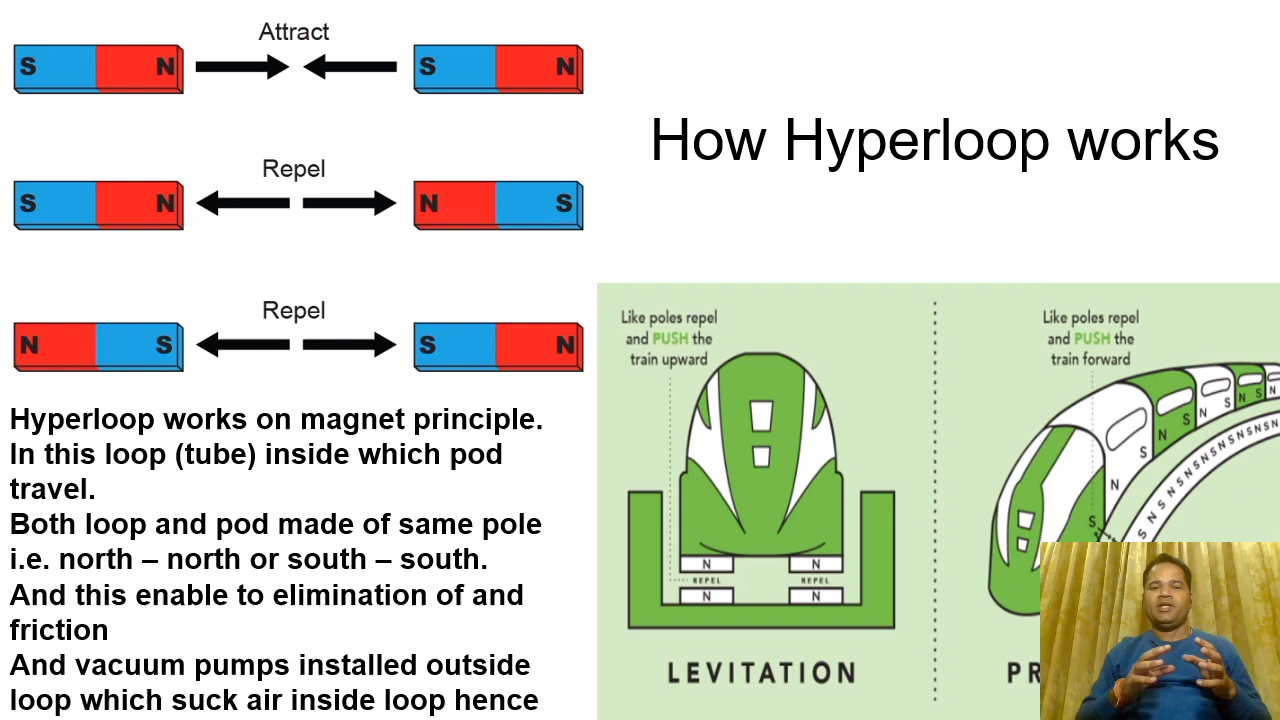 Attract
S N S N
Repel
S N N S
Repel
N S S N
How Hyperloop works
Hyperloop works on magnet principle.
In this loop (tube) inside which pod
travel.
Both loop and pod made of same pole
i.e. north – north or south – south.
And this enable to elimination of and
friction
And vacuum pumps installed outside
loop which suck air inside loop hence
Like poles repel
and PUSH the
train upward
N N
REPEL REPEL
N N
LEVITATION
Like poles repel
and PUSH the
train forward
S N S N S N S N
N S N S N S N S N S N S N
PR